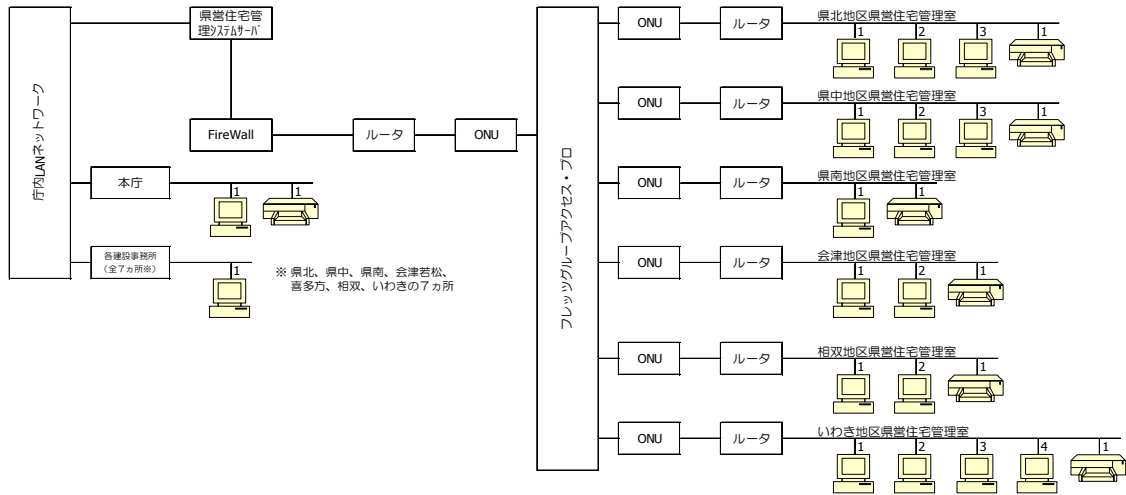 県営住宅管
理システムサーバ
庁内LANネットワーク
FireWall
ルータ
ONU
本庁
1
1
各建設事務所
(全7ヵ所※)
1
※ 県北、県中、県南、会津若松、
喜多方、相双、いわきの7ヵ所
フレッツグループアクセス・プロ
ONU
ルータ
県北地区県営住宅管理室
1
2
3
1
ONU
ルータ
県中地区県営住宅管理室
1
2
3
1
ONU
ルータ
県南地区県営住宅管理室
1
1
ONU
ルータ
会津地区県営住宅管理室
1
2
1
ONU
ルータ
相双地区県営住宅管理室
1
2
1
ONU
ルータ
いわき地区県営住宅管理室
1
2
3
4
1